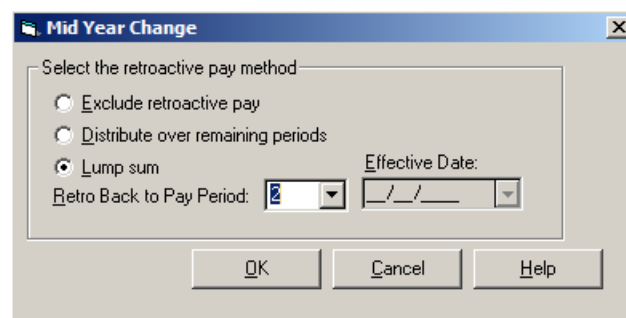 Mid Year Change
Select the retroactive pay method
Exclude retroactive pay
Distribute over remaining periods
Lump sum
Effective Date:
Retro Back to Pay Period: 2 __/__/____
OK Cancel Help